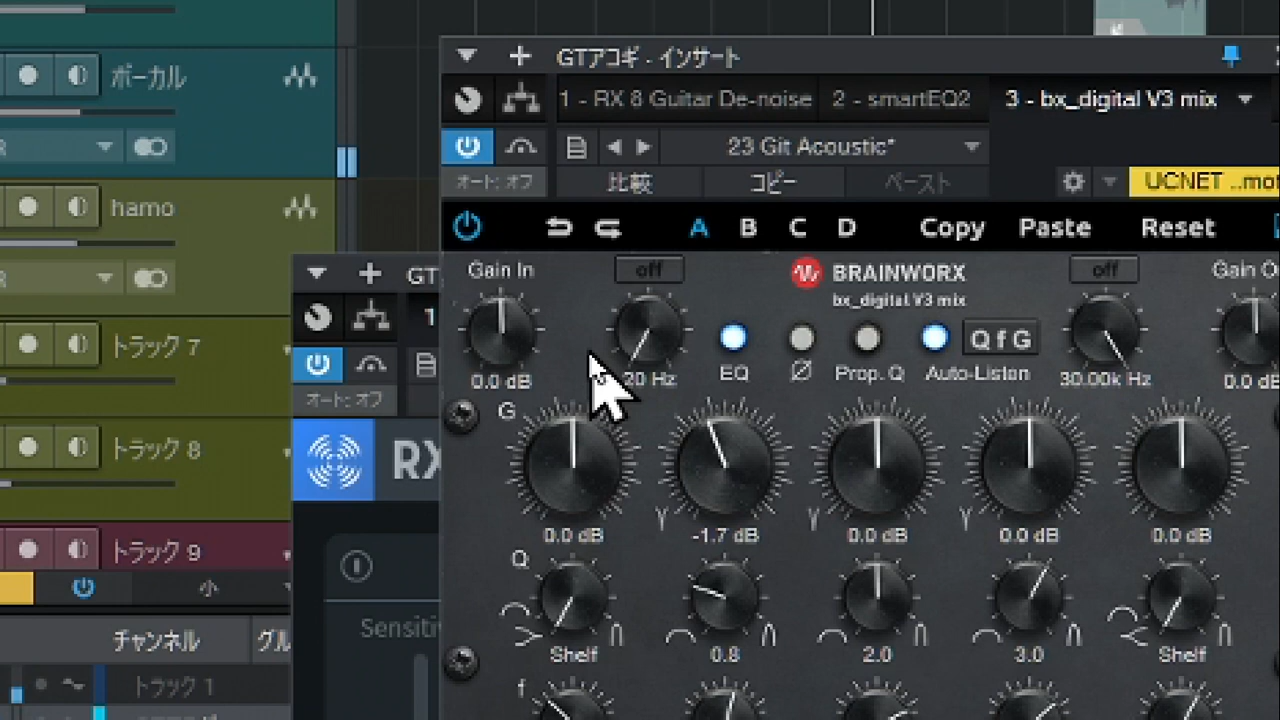 ボーカル
hamo
トラック 7
トラック 8
トラック 9
小
チャンネル
トラック 1
GTアコギ - インサート
1 - RX 8 Guitar De-noise
2 - smartEQ2
3 - bx_digital V3 mix
23 Git Acoustic*
オート: オフ
比較
コピー
ペースト
UCNET ..mot
A B C D Copy Paste Reset
Gain In
off
BRAINWORX
bx_digital V3 mix
off
Gain O
0.0 dB
20 Hz
EQ
Ø
Prop. Q
Auto-Listen
Q f G
30.00k Hz
0.0 dB
G
0.0 dB
-1.7 dB
0.0 dB
0.0 dB
0.0 dB
Q
Shelf
0.8
2.0
3.0
Shelf
f
GT
1
オート: オフ
RX
Sensiti